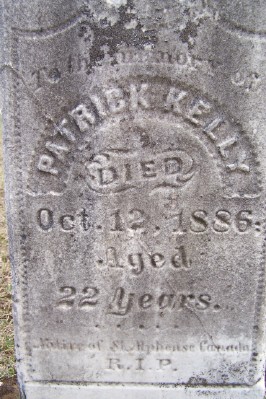 To the memory of
PATRICK KELLY
DIED
Oct. 12, 1886.
Aged
22 Years.
Native of St. Alphonse Canada
R.I.P.